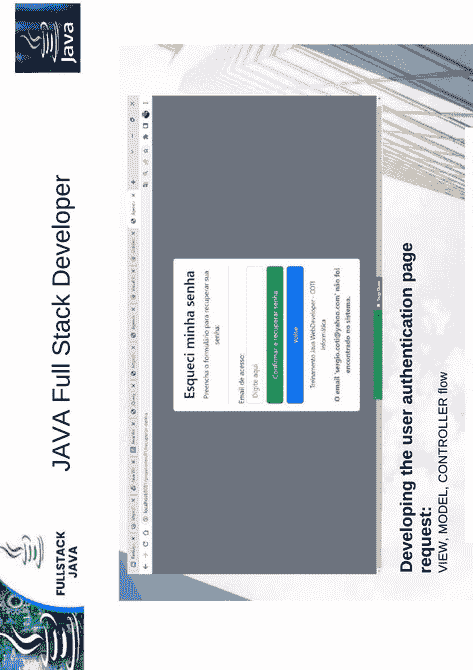 FULLSTACK
JAVA
JAVA Full Stack Developer
Java
Esqueci minha senha
Preencha o formulário para recuperar sua
senha:
Email de acesso:
Digite aqui
Confirmar e recuperar senha
Voltar
Treinamento Java WebDeveloper - COTI
Informática
O email 'sergio.coti@yahoo.com' não foi
encontrado no sistema.
Developing the user authentication page
request:
VIEW, MODEL, CONTROLLER flow